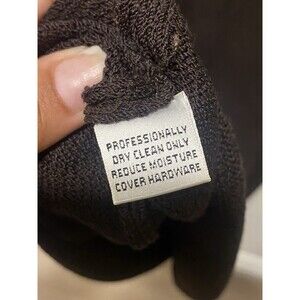 PROFESSIONALLY
DRY CLEAN ONLY
REDUCE MOISTURE
COVER HARDWARE